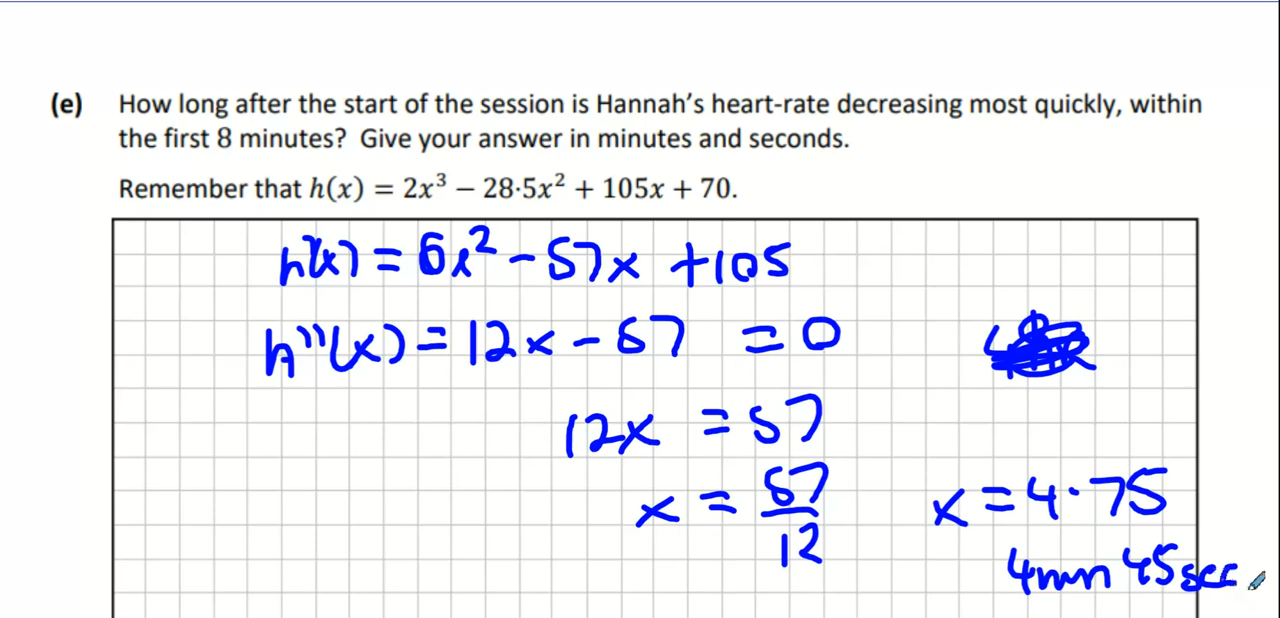 (e) How long after the start of the session is Hannah's heart-rate decreasing most quickly, within
the first 8 minutes? Give your answer in minutes and seconds.
Remember that h(x) = 2x³ − 28·5x² + 105x + 70.
h'(x) = 6x² − 57x + 105
h''(x) = 12x − 57 = 0
12x = 57
x = 57/12 x = 4.75
4min 45sec